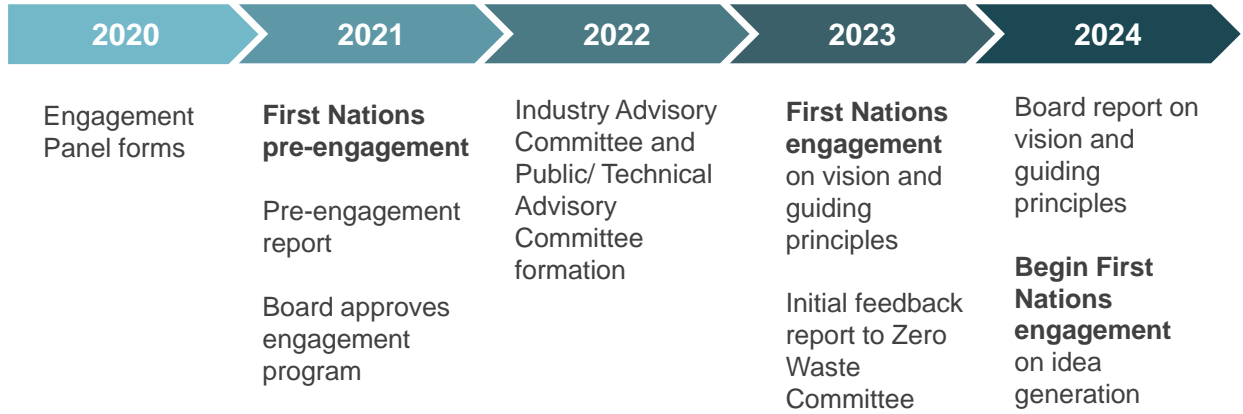 2020
2021
2022
2023
2024
Engagement
Panel forms
First Nations
pre-engagement
Pre-engagement
report
Board approves
engagement
program
Industry Advisory
Committee and
Public/ Technical
Advisory
Committee
formation
First Nations
engagement
on vision and
guiding
principles
Initial feedback
report to Zero
Waste
Committee
Board report on
vision and
guiding
principles
Begin First
Nations
engagement
on idea
generation